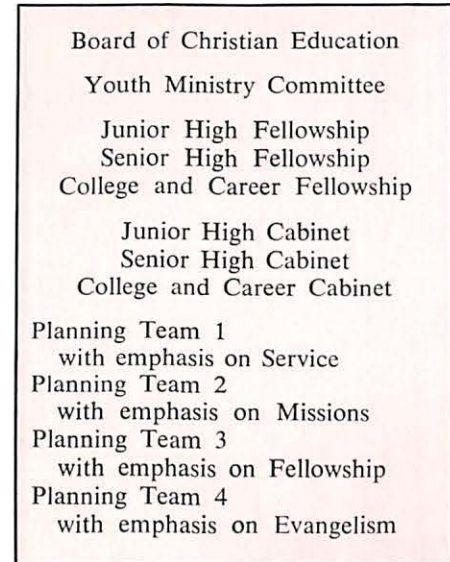 Board of Christian Education
Youth Ministry Committee
Junior High Fellowship
Senior High Fellowship
College and Career Fellowship
Junior High Cabinet
Senior High Cabinet
College and Career Cabinet
Planning Team 1
with emphasis on Service
Planning Team 2
with emphasis on Missions
Planning Team 3
with emphasis on Fellowship
Planning Team 4
with emphasis on Evangelism